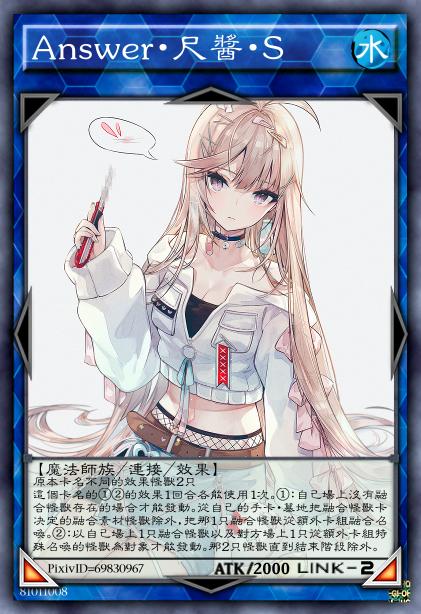 Answer・尺醬・S
水
【魔法師族／連接／效果】
原本卡名不同的效果怪獸2只
這個卡名的①②的效果1回合各能使用1次。①：自己場上沒有融
合怪獸存在的場合才能發動。從自己的手卡·墓地把融合怪獸卡
決定的融合素材怪獸除外，把那1只融合怪獸從額外卡組融合召
喚。②：以自己場上1只融合怪獸以及對方場上1只從額外卡組特
殊召喚的怪獸為對象才能發動。那2只怪獸直到結束階段除外。
PixivID=69830967
ATK/2000 LINK-2
81011008